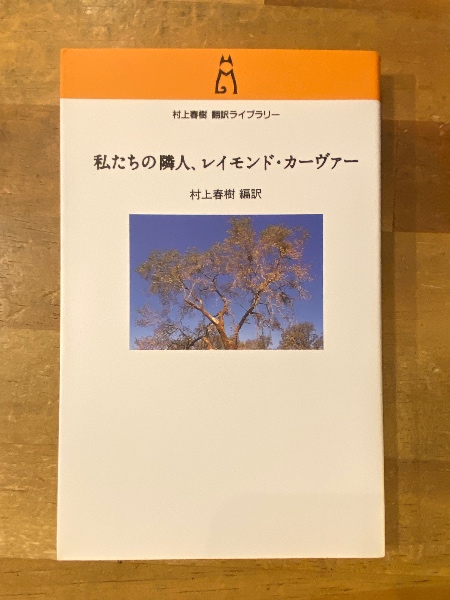 村上春樹 翻訳ライブラリー
私たちの隣人、レイモンド・カーヴァー
村上春樹 編訳